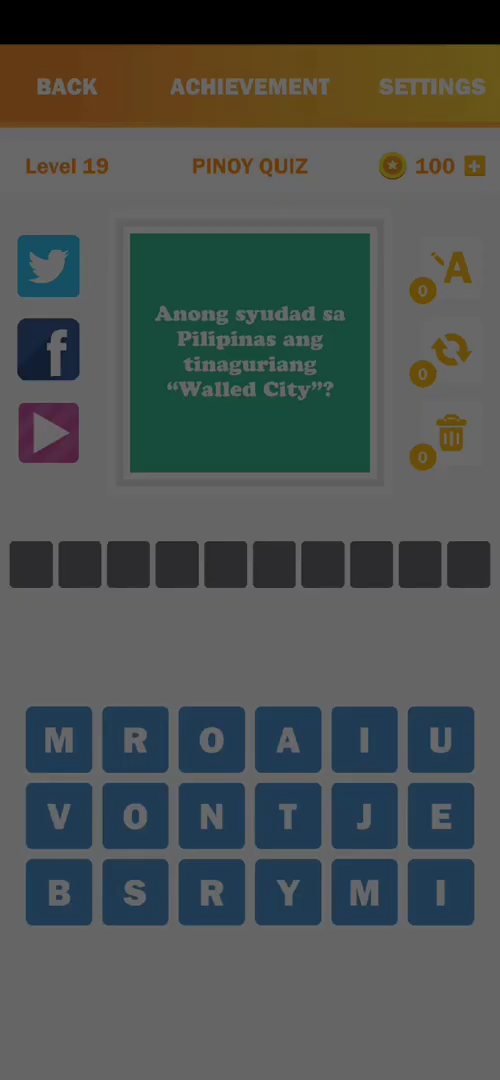 BACK ACHIEVEMENT SETTINGS
Level 19 PINOY QUIZ 100
Anong syudad sa
Pilipinas ang
tinaguriang
“Walled City”?
A
0
0
0
M R O A I U
V O N T J E
B S R Y M I